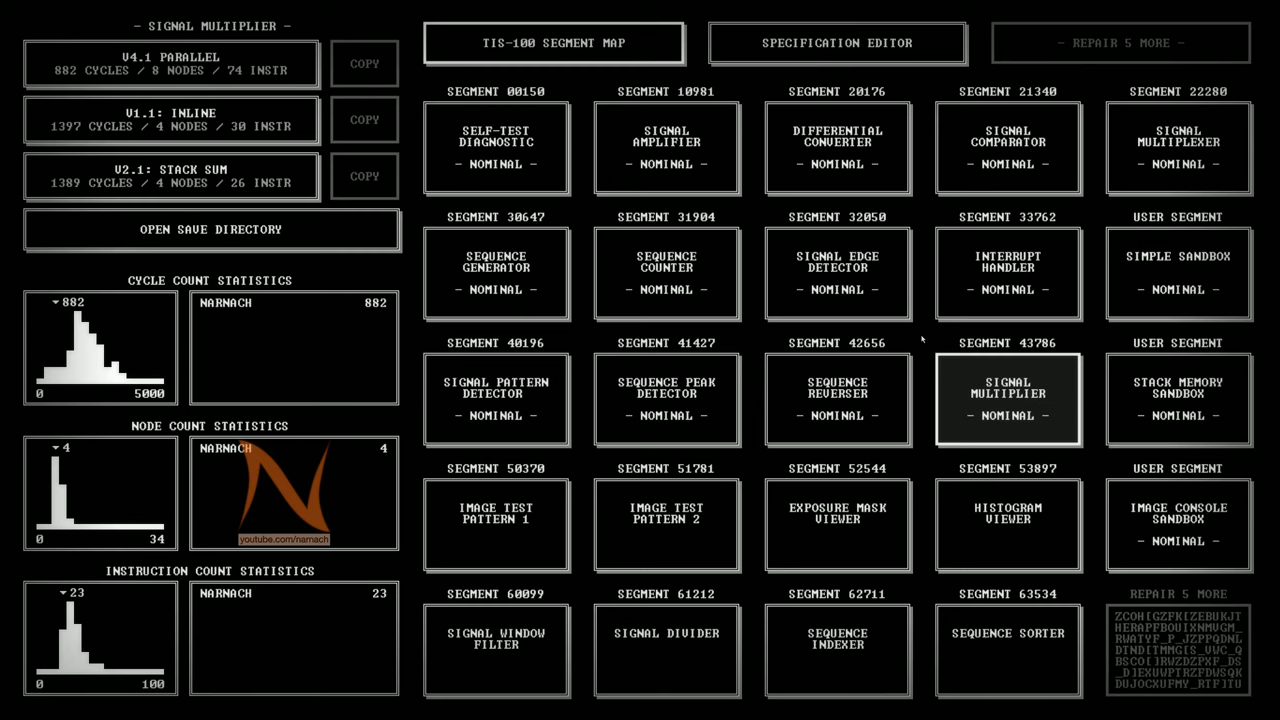 - SIGNAL MULTIPLIER -
V4.1 PARALLEL
882 CYCLES / 8 NODES / 74 INSTR
COPY
V1.1: INLINE
1397 CYCLES / 4 NODES / 30 INSTR
COPY
V2.1: STACK SUM
1389 CYCLES / 4 NODES / 26 INSTR
COPY
OPEN SAVE DIRECTORY
CYCLE COUNT STATISTICS
882
0 5000
NARNACH 882
NODE COUNT STATISTICS
4
0 34
NARNACH 4
youtube.com/narnach
INSTRUCTION COUNT STATISTICS
23
0 100
NARNACH 23
TIS-100 SEGMENT MAP
SPECIFICATION EDITOR
- REPAIR 5 MORE -
SEGMENT 00150
SELF-TEST
DIAGNOSTIC
- NOMINAL -
SEGMENT 10981
SIGNAL
AMPLIFIER
- NOMINAL -
SEGMENT 20176
DIFFERENTIAL
CONVERTER
- NOMINAL -
SEGMENT 21340
SIGNAL
COMPARATOR
- NOMINAL -
SEGMENT 22280
SIGNAL
MULTIPLEXER
- NOMINAL -
SEGMENT 30647
SEQUENCE
GENERATOR
- NOMINAL -
SEGMENT 31904
SEQUENCE
COUNTER
- NOMINAL -
SEGMENT 32050
SIGNAL EDGE
DETECTOR
- NOMINAL -
SEGMENT 33762
INTERRUPT
HANDLER
- NOMINAL -
USER SEGMENT
SIMPLE SANDBOX
- NOMINAL -
SEGMENT 40196
SIGNAL PATTERN
DETECTOR
- NOMINAL -
SEGMENT 41427
SEQUENCE PEAK
DETECTOR
- NOMINAL -
SEGMENT 42656
SEQUENCE
REVERSER
- NOMINAL -
SEGMENT 43786
SIGNAL
MULTIPLIER
- NOMINAL -
USER SEGMENT
STACK MEMORY
SANDBOX
- NOMINAL -
SEGMENT 50370
IMAGE TEST
PATTERN 1
SEGMENT 51781
IMAGE TEST
PATTERN 2
SEGMENT 52544
EXPOSURE MASK
VIEWER
SEGMENT 53897
HISTOGRAM
VIEWER
USER SEGMENT
IMAGE CONSOLE
SANDBOX
- NOMINAL -
SEGMENT 60099
SIGNAL WINDOW
FILTER
SEGMENT 61212
SIGNAL DIVIDER
SEGMENT 62711
SEQUENCE
INDEXER
SEGMENT 63534
SEQUENCE SORTER
REPAIR 5 MORE